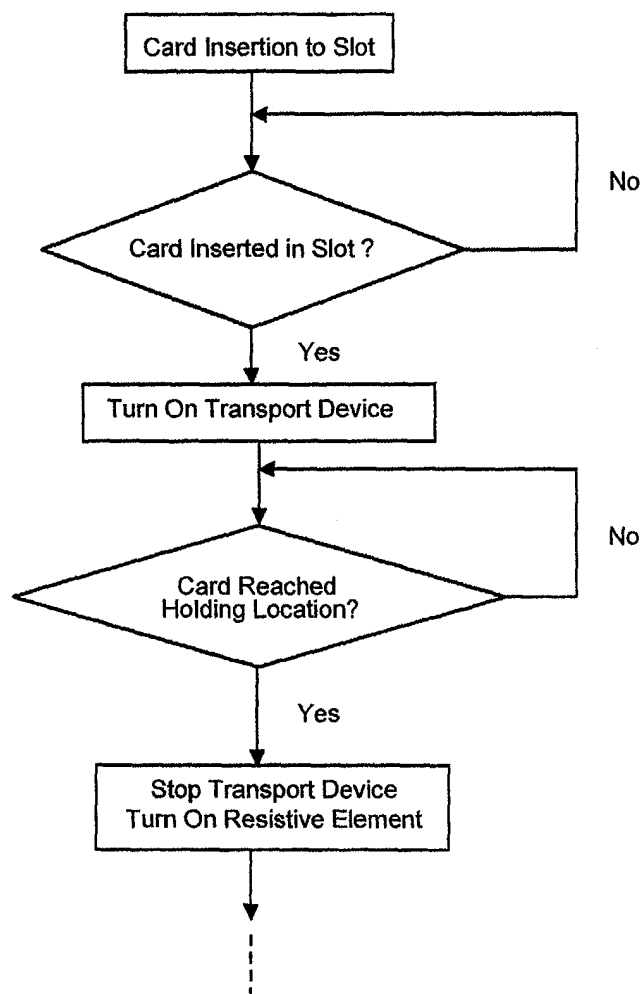 Card Insertion to Slot
No
Card Inserted in Slot ?
Yes
Turn On Transport Device
No
Card Reached
Holding Location?
Yes
Stop Transport Device
Turn On Resistive Element